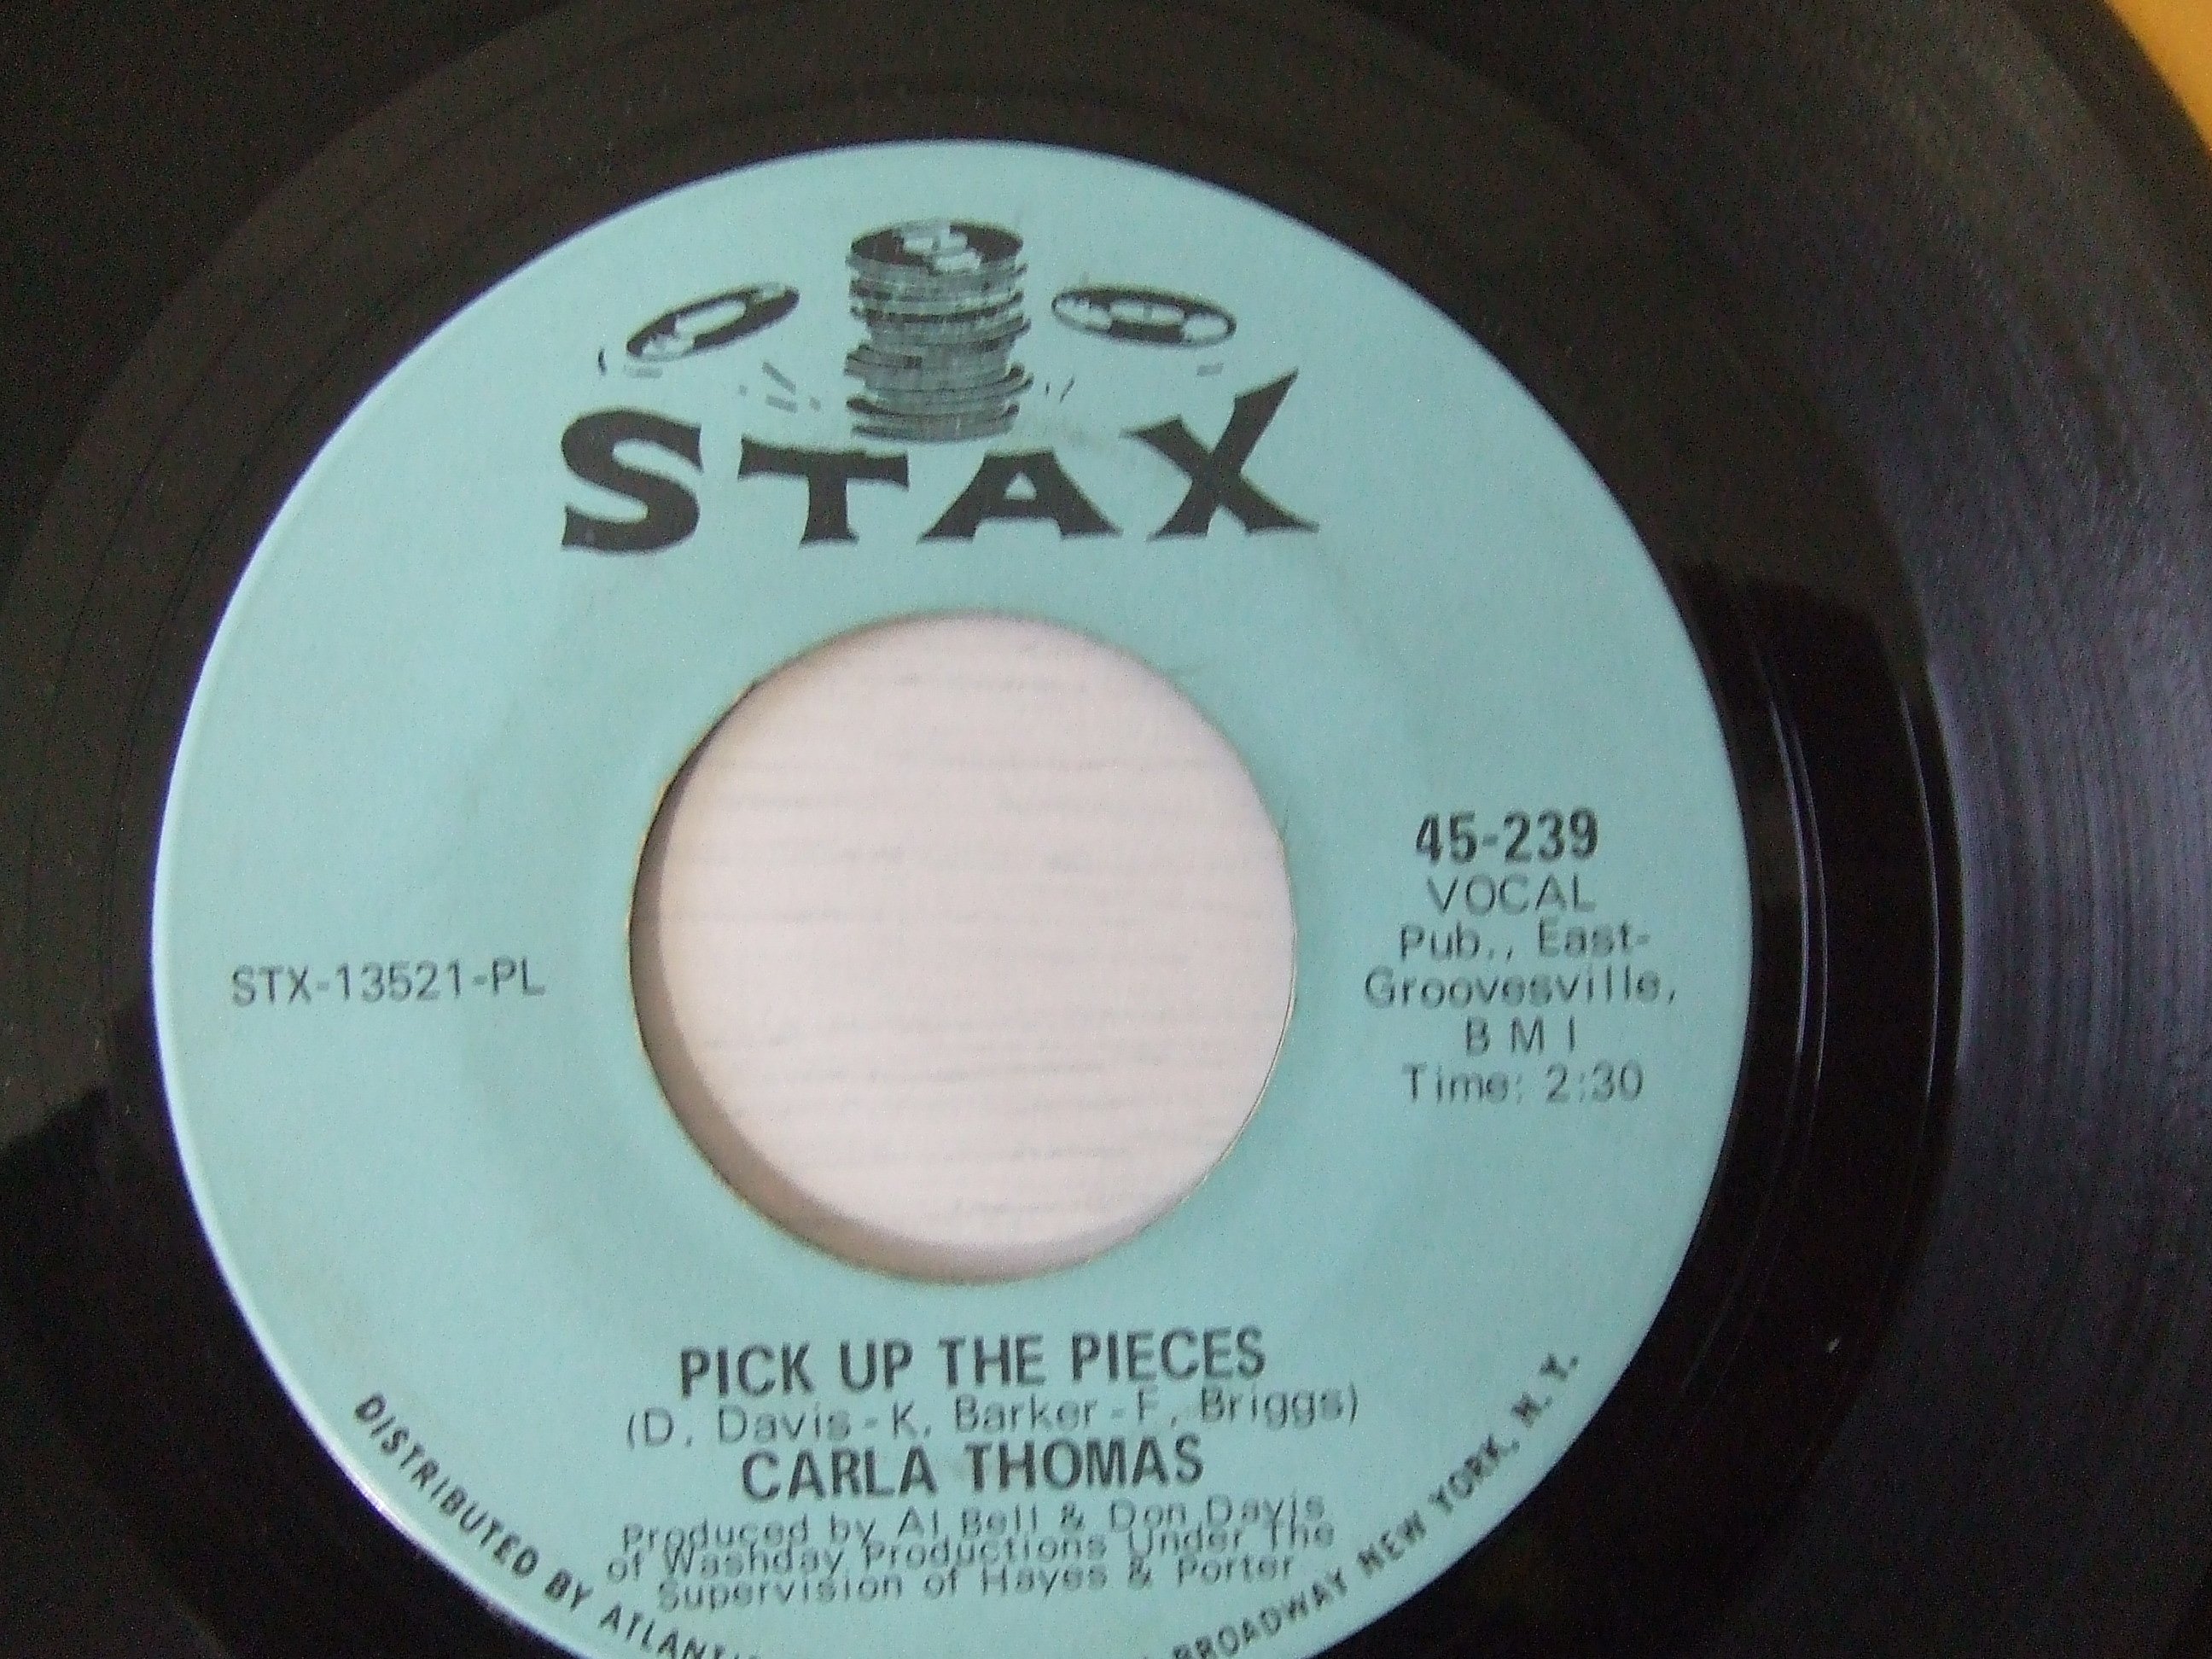 STAX
STX-13521-PL
45-239
VOCAL
Pub., East-
Groovesville,
B M I
Time: 2:30
PICK UP THE PIECES
(D. Davis-K. Barker-F. Briggs)
CARLA THOMAS
Produced by Al Bell & Don Davis
of Washday Productions Under The
Supervision of Hayes & Porter
DISTRIBUTED BY BROADWAY NEW YORK, N. Y.